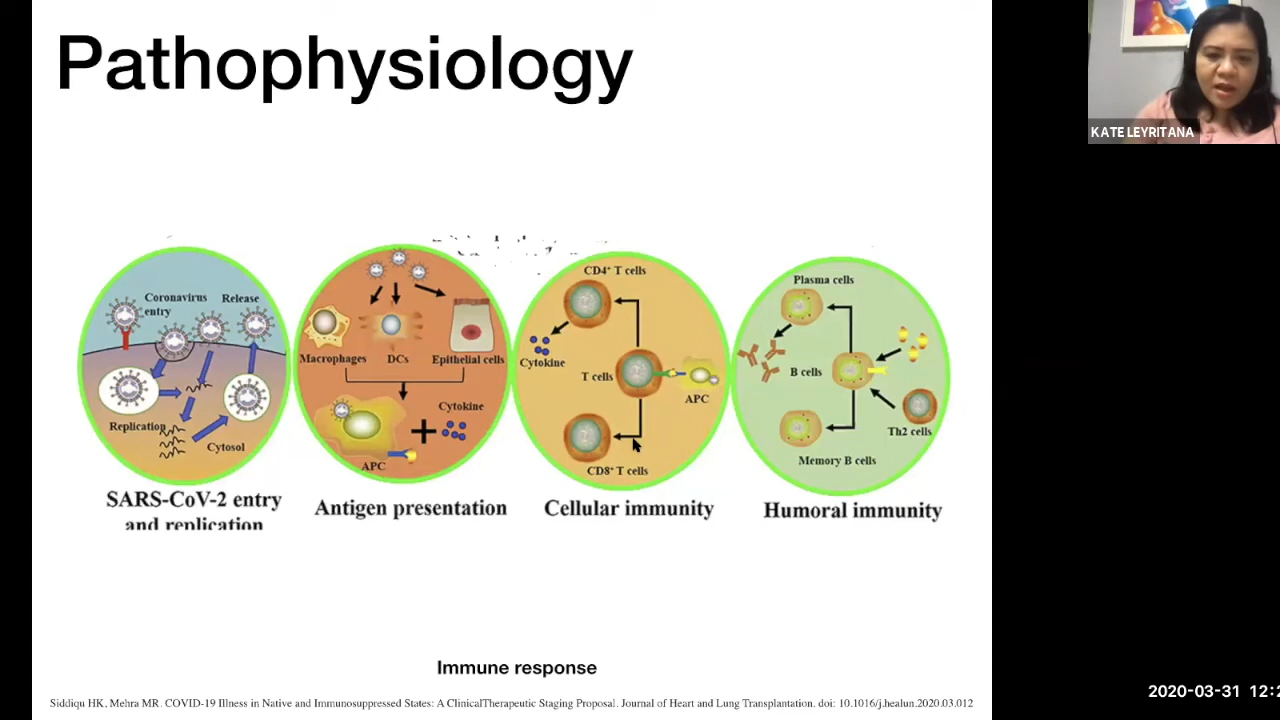 Pathophysiology
KATE LEYRITANA
Coronavirus
entry
Release
Replication
Cytosol
SARS-CoV-2 entry
and replication
Macrophages
DCs
Epithelial cells
Cytokine
APC
Antigen presentation
CD4+ T cells
Cytokine
T cells
APC
CD8+ T cells
Cellular immunity
Plasma cells
B cells
Th2 cells
Memory B cells
Humoral immunity
Immune response
Siddiqu HK, Mehra MR. COVID-19 Illness in Native and Immunosuppressed States: A ClinicalTherapeutic Staging Proposal. Journal of Heart and Lung Transplantation. doi: 10.1016/j.healun.2020.03.012
2020-03-31 12:2